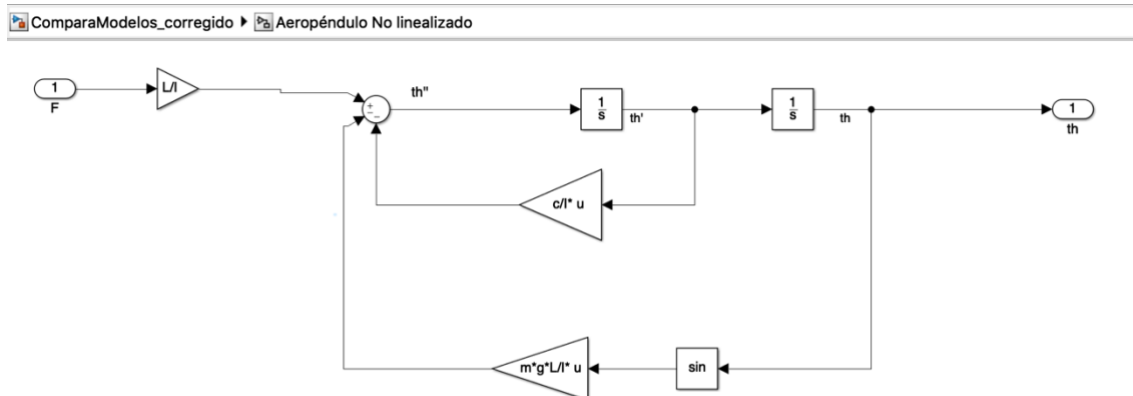 ComparaModelos_corregido ▶ Aeropéndulo No linealizado
1
F
L/I
+
−
−
th"
1
s
th'
1
s
th
1
th
c/I* u
m*g*L/I* u
sin